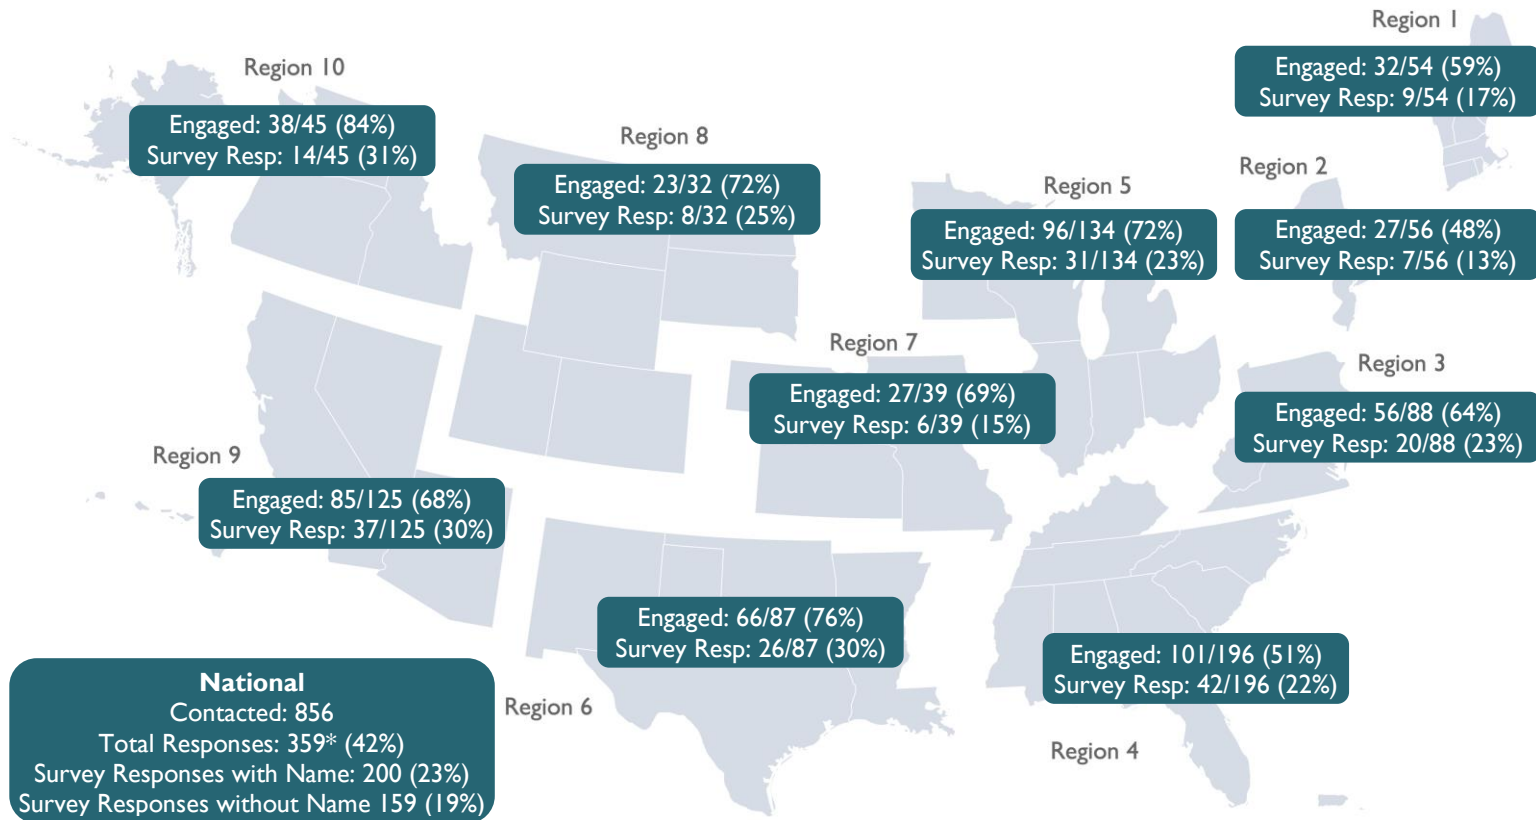 Region 1
Engaged: 32/54 (59%)
Survey Resp: 9/54 (17%)
Region 10
Engaged: 38/45 (84%)
Survey Resp: 14/45 (31%)
Region 8
Engaged: 23/32 (72%)
Survey Resp: 8/32 (25%)
Region 5
Engaged: 96/134 (72%)
Survey Resp: 31/134 (23%)
Region 2
Engaged: 27/56 (48%)
Survey Resp: 7/56 (13%)
Region 7
Engaged: 27/39 (69%)
Survey Resp: 6/39 (15%)
Region 3
Engaged: 56/88 (64%)
Survey Resp: 20/88 (23%)
Region 9
Engaged: 85/125 (68%)
Survey Resp: 37/125 (30%)
Engaged: 66/87 (76%)
Survey Resp: 26/87 (30%)
Region 6
Engaged: 101/196 (51%)
Survey Resp: 42/196 (22%)
Region 4
National
Contacted: 856
Total Responses: 359* (42%)
Survey Responses with Name: 200 (23%)
Survey Responses without Name 159 (19%)